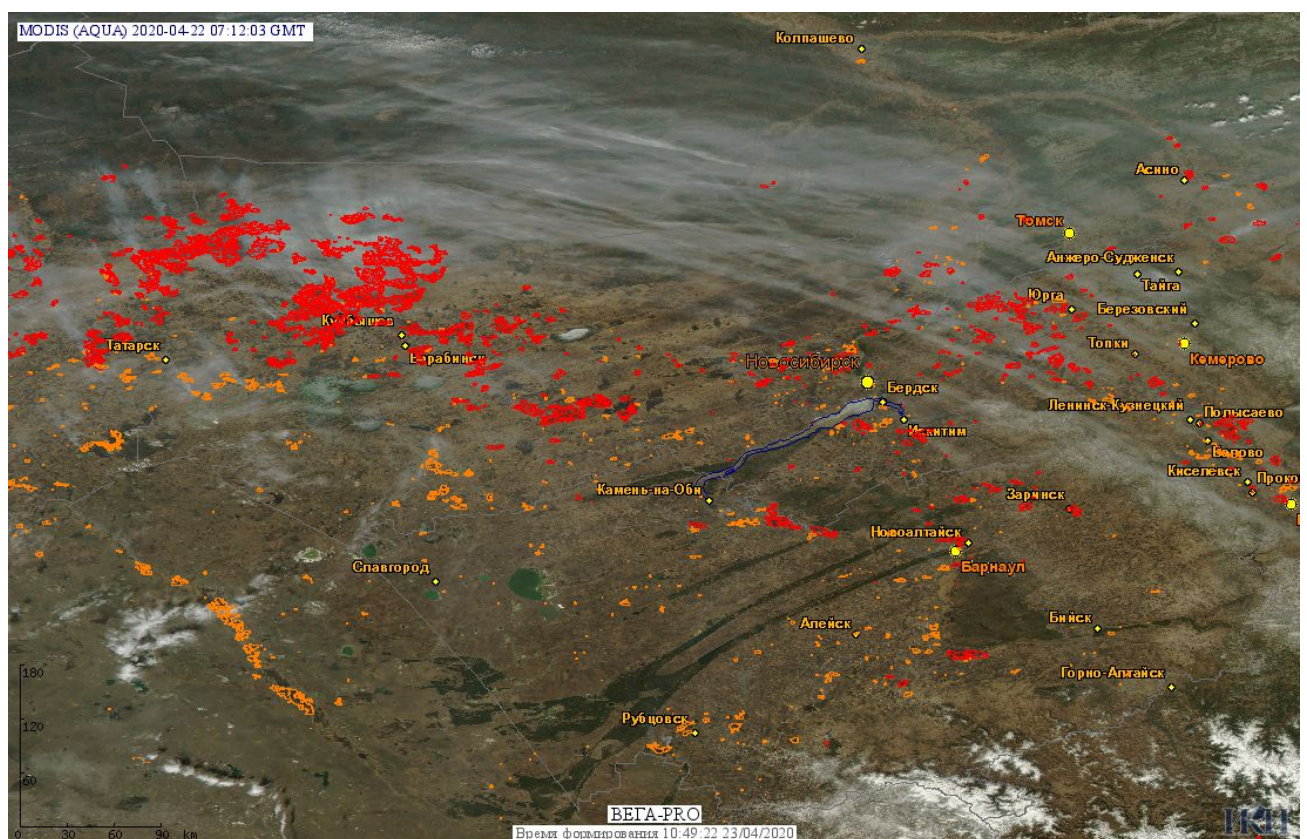 MODIS (AQUA) 2020-04-22 07:12:03 GMT
Колпашево
Асино
Томск
Анжеро-Судженск
Тайга
Юрга
Березовский
Куйбышев
Татарск
Барабинск
Топки
Кемерово
Новосибирск
Бердск
Ленинск-Кузнецкий
Полысаево
Искитим
Белово
Киселевск
Проко
Камень-на-Оби
Заринск
Новоалтайск
Барнаул
Славгород
Алейск
Бийск
Горно-Алтайск
Рубцовск
180
120
60
0 30 60 90 km
ВЕГА-PRO
Время формирования 10:49:22 23/04/2020
ИКИ